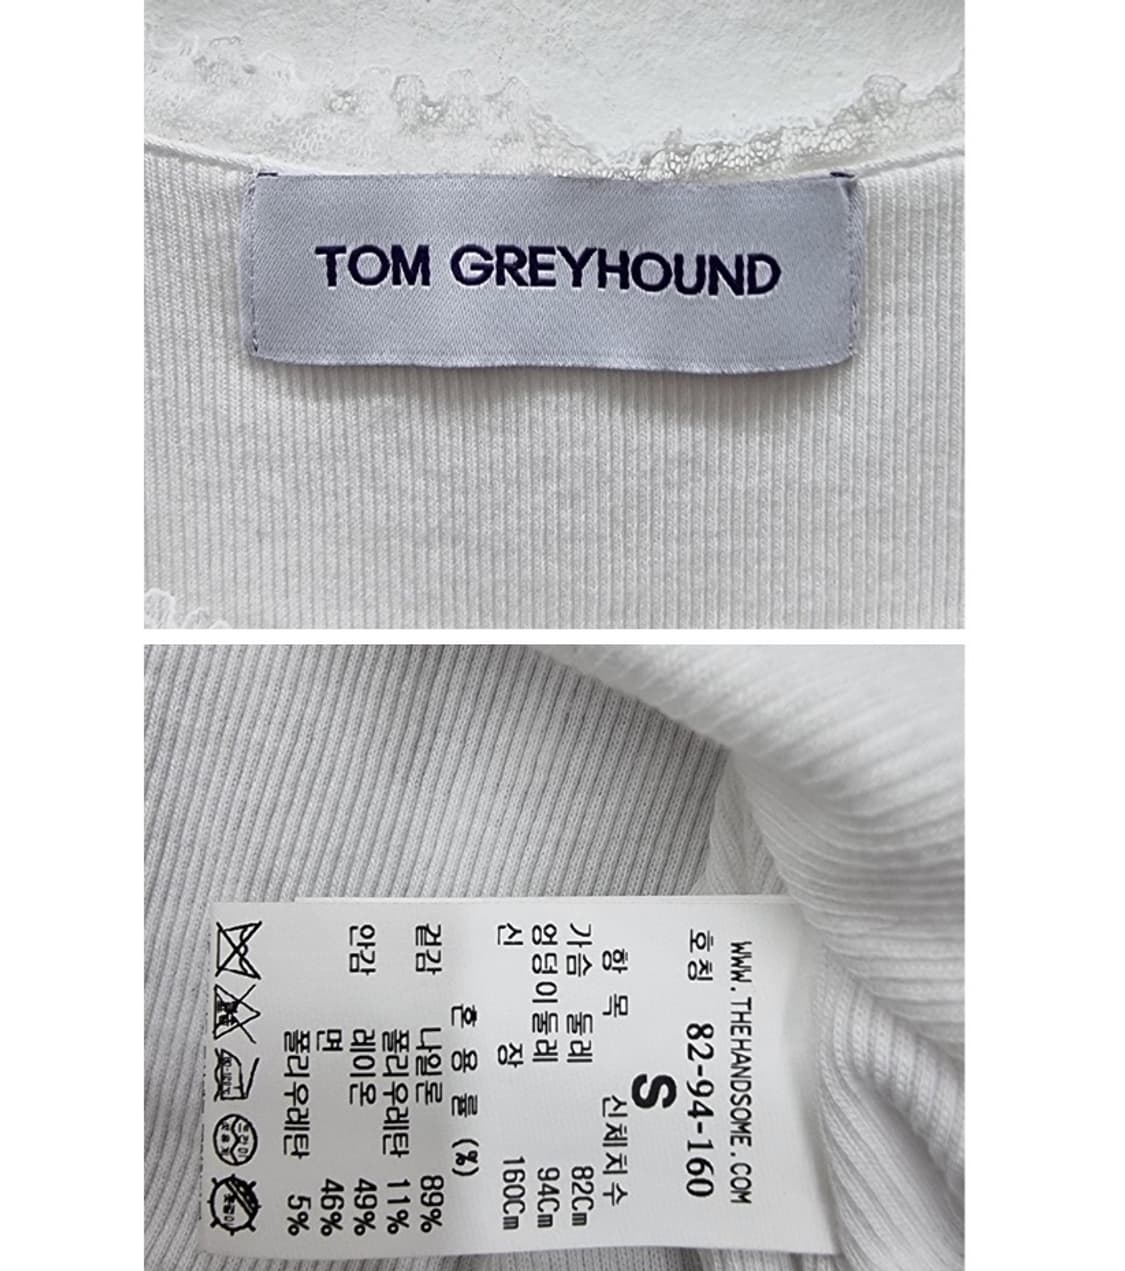 TOM GREYHOUND
WWW.THEHANDSOME.COM
호칭 82-94-160
S
항 목 신체치수
가슴 둘레 82Cm
엉덩이둘레 94Cm
신 장 160Cm
혼 용 률 (%)
겉감 나일론 89%
폴리우레탄 11%
안감 레이온 49%
면 46%
폴리우레탄 5%